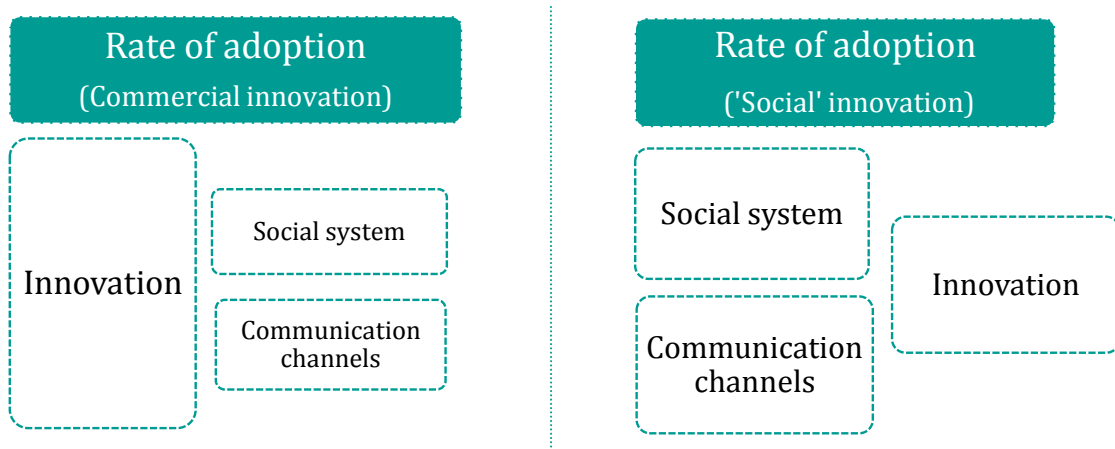 Rate of adoption
(Commercial innovation)
Innovation
Social system
Communication
channels
Rate of adoption
('Social' innovation)
Social system
Communication
channels
Innovation